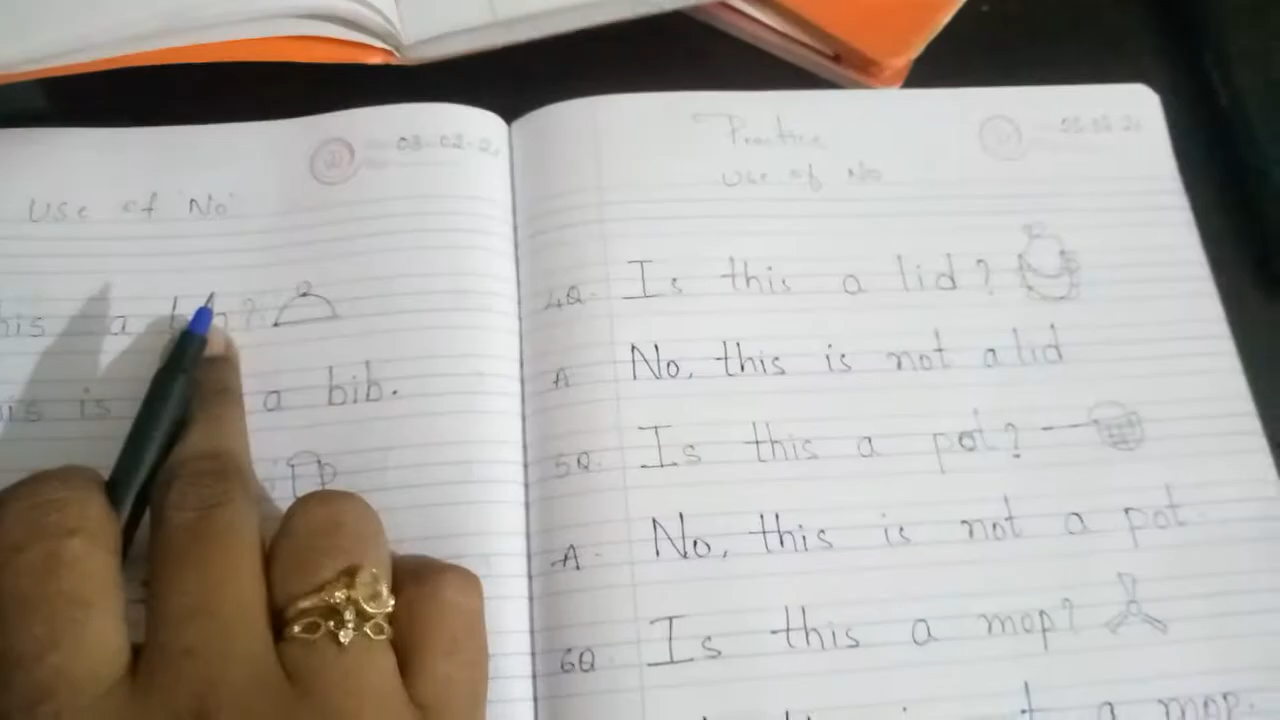 03-02-2
Use of 'No'
his a
is is a bib.
Practice
Use of No
4Q. Is this a lid?
A No, this is not a lid
5Q. Is this a pot?
A. No, this is not a pot.
6Q Is this a mop?
a mop.